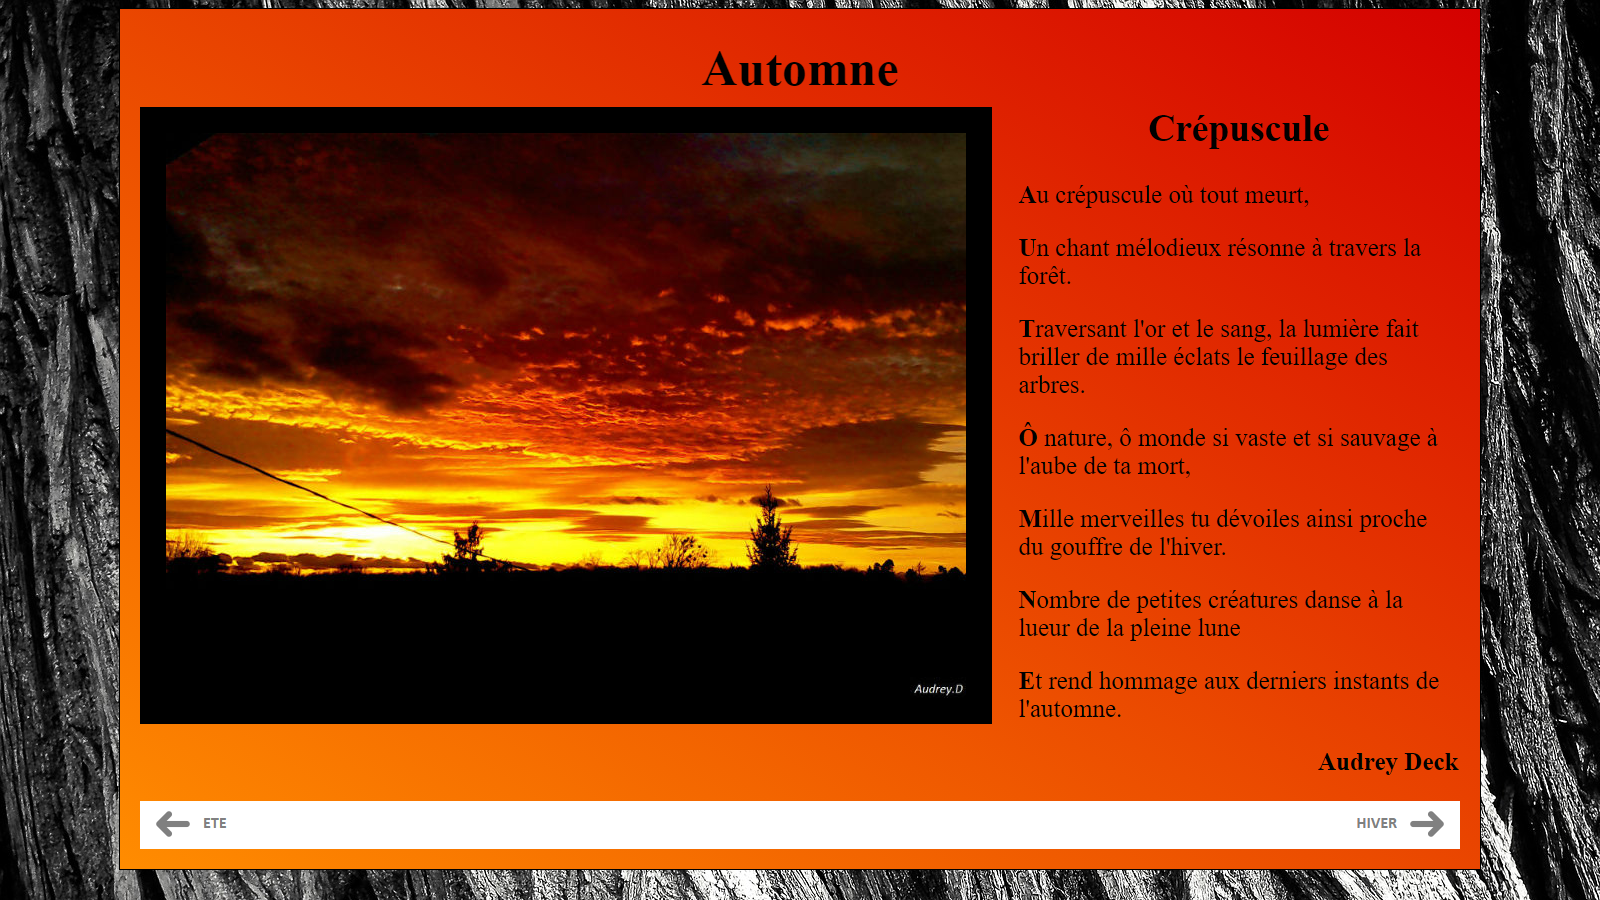 Automne
Crépuscule
Au crépuscule où tout meurt,
Un chant mélodieux résonne à travers la
forêt.
Traversant l'or et le sang, la lumière fait
briller de mille éclats le feuillage des
arbres.
Ô nature, ô monde si vaste et si sauvage à
l'aube de ta mort,
Mille merveilles tu dévoiles ainsi proche
du gouffre de l'hiver.
Nombre de petites créatures danse à la
lueur de la pleine lune
Et rend hommage aux derniers instants de
l'automne.
Audrey.D
Audrey Deck
ETE
HIVER